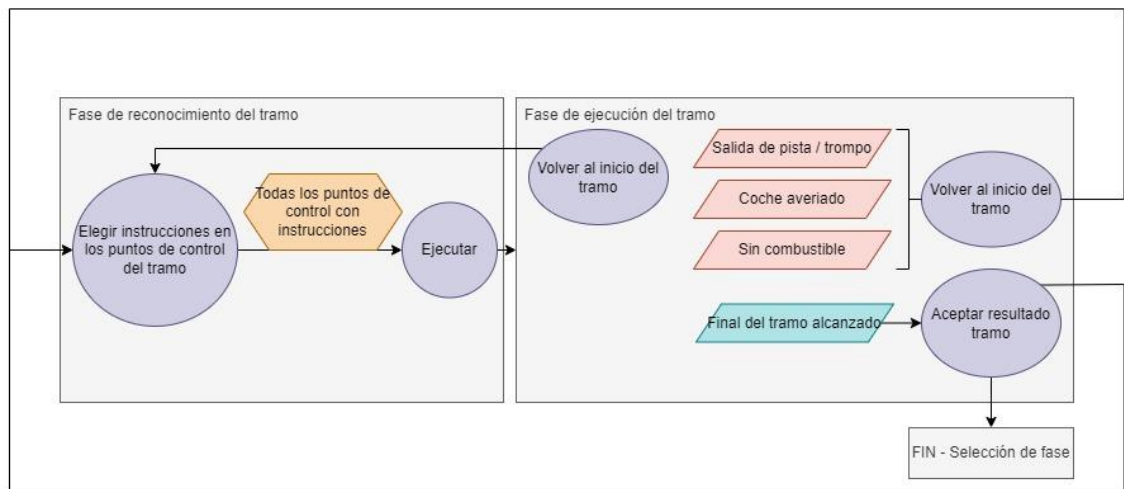 Fase de reconocimiento del tramo
Elegir instrucciones en
los puntos de control
del tramo
Todas los puntos de
control con
instrucciones
Ejecutar
Fase de ejecución del tramo
Volver al inicio del
tramo
Salida de pista / trompo
Coche averiado
Sin combustible
Volver al inicio del
tramo
Final del tramo alcanzado
Aceptar resultado
tramo
FIN - Selección de fase